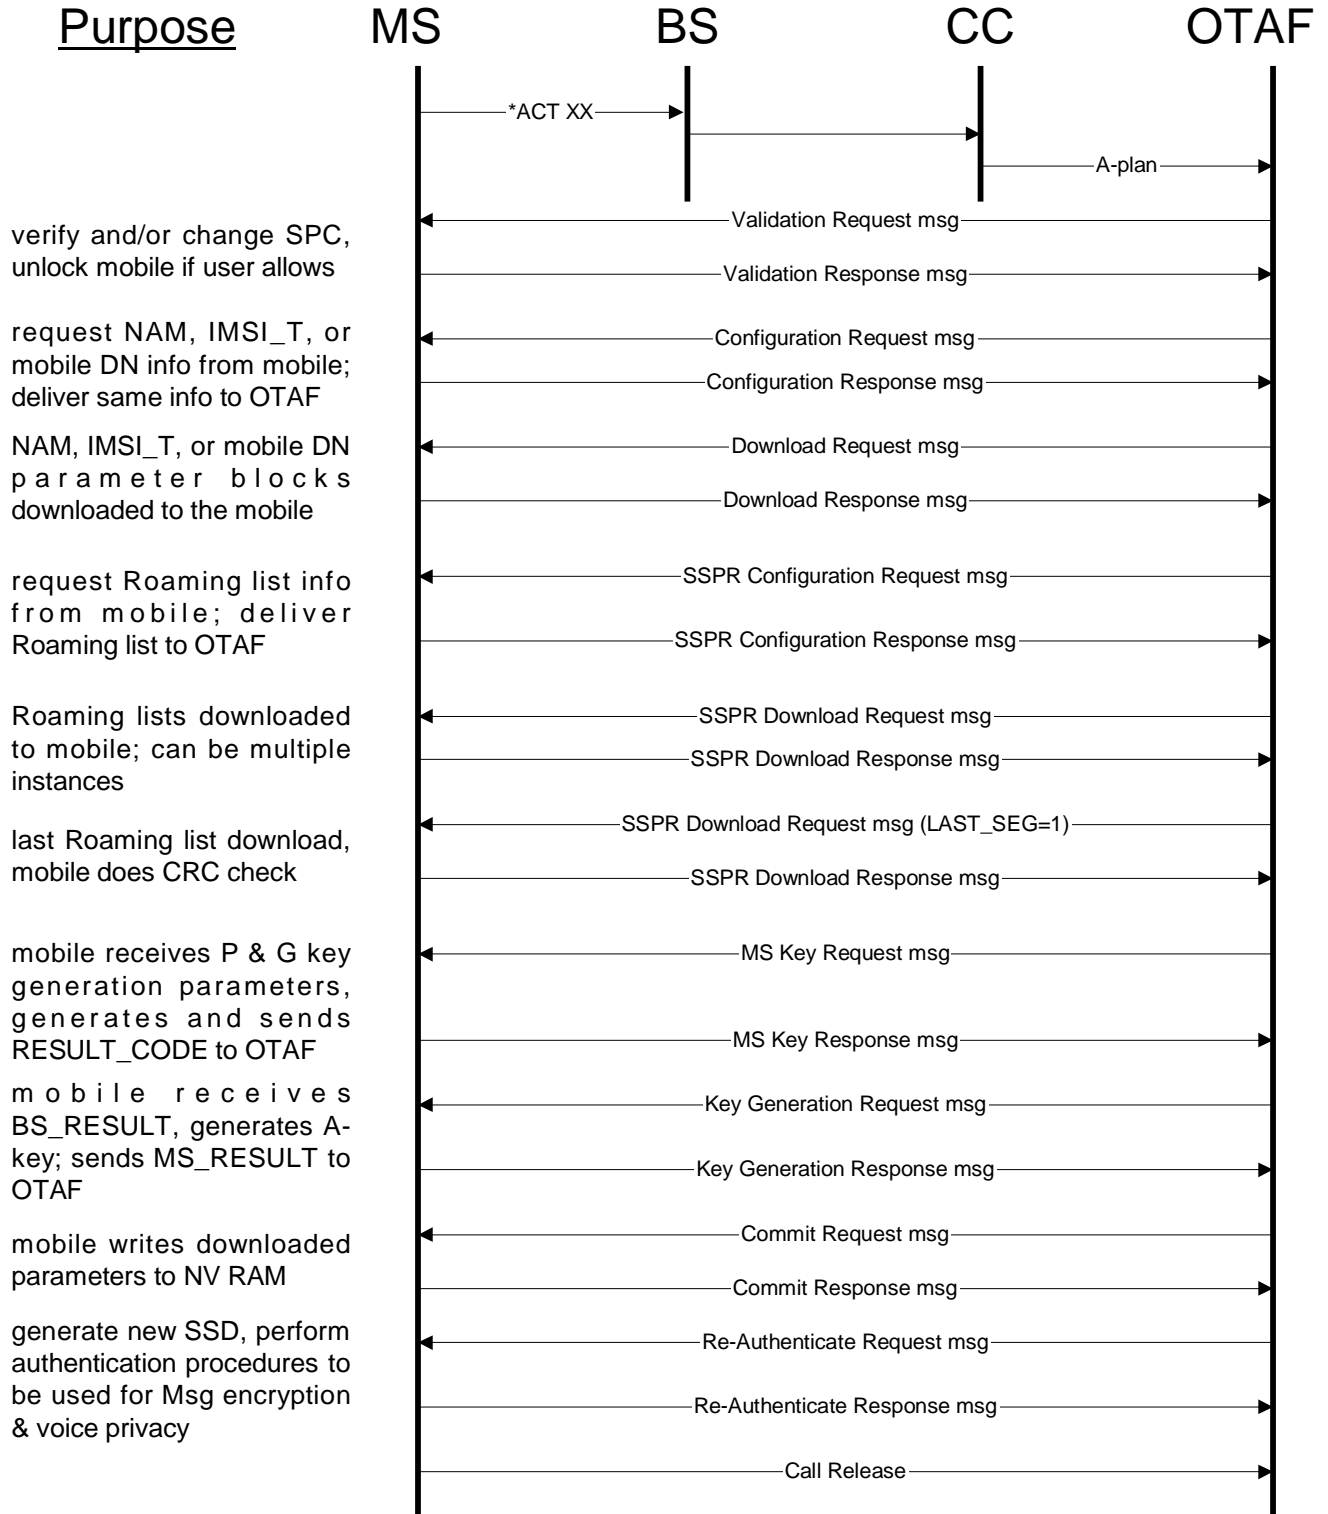 Purpose MS BS CC OTAF
*ACT XX
A-plan
Validation Request msg
verify and/or change SPC,
unlock mobile if user allows
Validation Response msg
request NAM, IMSI_T, or
mobile DN info from mobile;
deliver same info to OTAF
Configuration Request msg
Configuration Response msg
NAM, IMSI_T, or mobile DN
parameter blocks
downloaded to the mobile
Download Request msg
Download Response msg
request Roaming list info
from mobile; deliver
Roaming list to OTAF
SSPR Configuration Request msg
SSPR Configuration Response msg
Roaming lists downloaded
to mobile; can be multiple
instances
SSPR Download Request msg
SSPR Download Response msg
last Roaming list download,
mobile does CRC check
SSPR Download Request msg (LAST_SEG=1)
SSPR Download Response msg
mobile receives P & G key
generation parameters,
generates and sends
RESULT_CODE to OTAF
MS Key Request msg
MS Key Response msg
mobile receives
BS_RESULT, generates A-
key; sends MS_RESULT to
OTAF
Key Generation Request msg
Key Generation Response msg
mobile writes downloaded
parameters to NV RAM
Commit Request msg
Commit Response msg
generate new SSD, perform
authentication procedures to
be used for Msg encryption
& voice privacy
Re-Authenticate Request msg
Re-Authenticate Response msg
Call Release